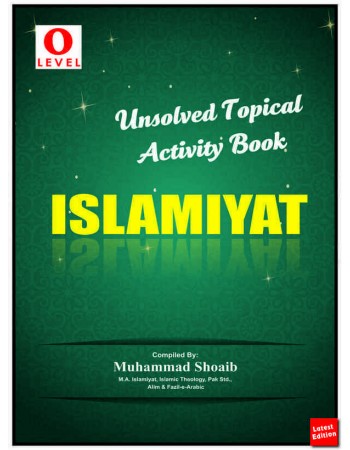 O
LEVEL
Unsolved Topical
Activity Book
ISLAMIYAT
Compiled By:
Muhammad Shoaib
M.A. Islamiyat, Islamic Theology, Pak Std.,
Alim & Fazil-e-Arabic
Latest
Edition